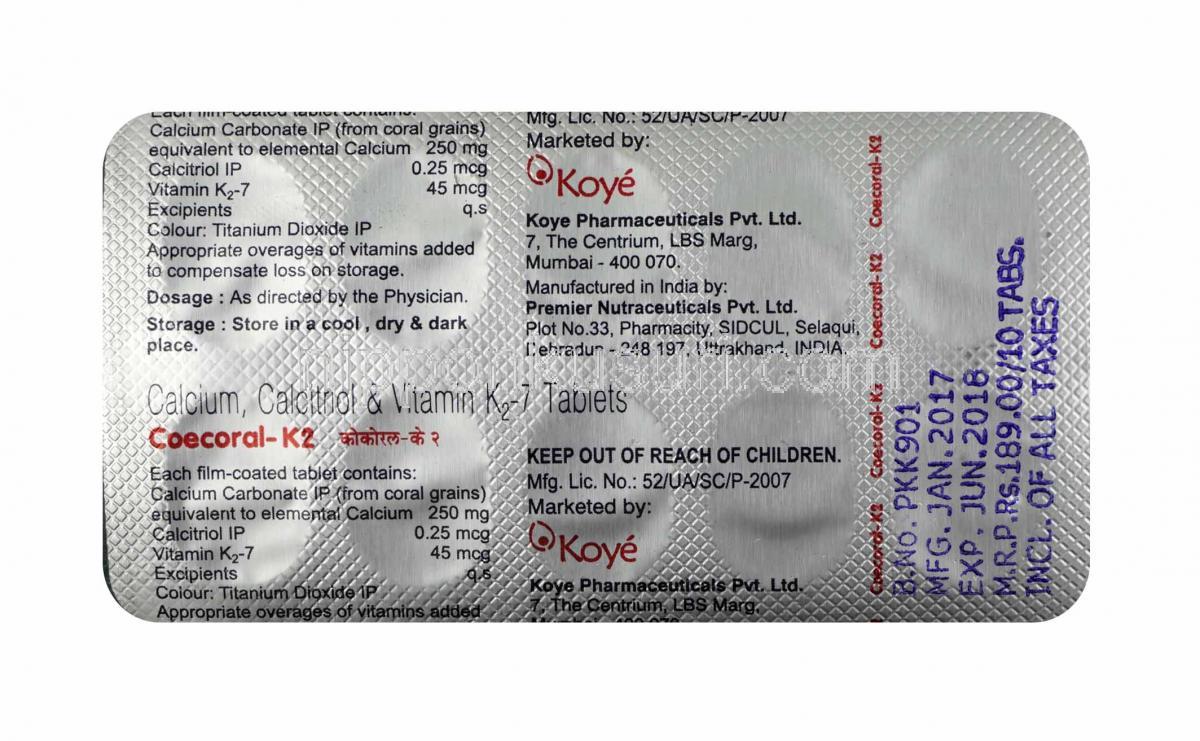 Each film-coated tablet contains:
Calcium Carbonate IP (from coral grains)
equivalent to elemental Calcium 250 mg
Calcitriol IP 0.25 mcg
Vitamin K₂-7 45 mcg
Excipients q.s
Colour: Titanium Dioxide IP
Appropriate overages of vitamins added
to compensate loss on storage.
Dosage : As directed by the Physician.
Storage : Store in a cool , dry & dark
place.
Mfg. Lic. No.: 52/UA/SC/P-2007
Marketed by:
Koyé
Koye Pharmaceuticals Pvt. Ltd.
7, The Centrium, LBS Marg,
Mumbai - 400 070.
Manufactured in India by:
Premier Nutraceuticals Pvt. Ltd.
Plot No.33, Pharmacity, SIDCUL, Selaqui,
Dehradun - 248 197, Uttrakhand, INDIA.
Calcium, Calcitriol & Vitamin K₂-7 Tablets
Coecoral-K2 कोकोरल-के २
Each film-coated tablet contains:
Calcium Carbonate IP (from coral grains)
equivalent to elemental Calcium 250 mg
Calcitriol IP 0.25 mcg
Vitamin K₂-7 45 mcg
Excipients q.s
Colour: Titanium Dioxide IP
Appropriate overages of vitamins added
KEEP OUT OF REACH OF CHILDREN.
Mfg. Lic. No.: 52/UA/SC/P-2007
Marketed by:
Koyé
Koye Pharmaceuticals Pvt. Ltd.
7, The Centrium, LBS Marg,
Mumbai - 400 070
Coecoral-K2 Coecoral-K2 Coecoral-K2 Coecoral-K2
B.No. PKK901
MFG. JAN.2017
EXP. JUN.2018
M.R.P.Rs.189.00/10 TABS.
INCL. OF ALL TAXES